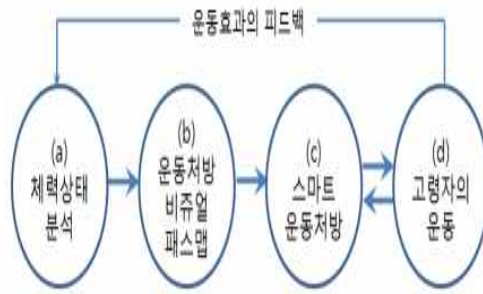 운동효과의 피드백
(a)
체력상태
분석
(b)
운동처방
비쥬얼
패스맵
(c)
스마트
운동처방
(d)
고령자의
운동